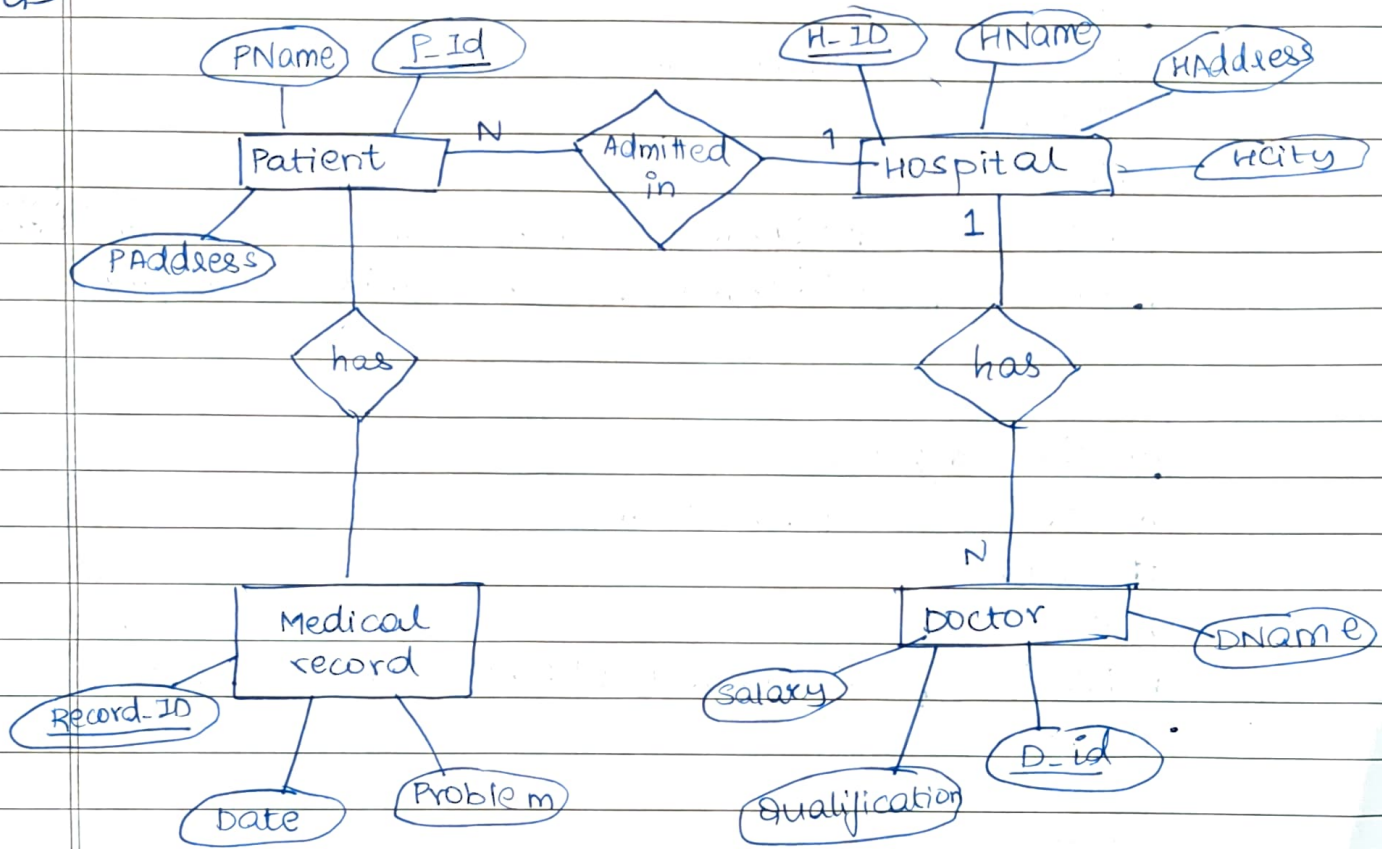 PName
P_Id
H_ID
HName
HAddress
Patient
N
Admitted
in
1
Hospital
HCity
PAddress
1
has
has
N
Medical
record
Doctor
DName
Salary
Record_ID
D_id
Date
Problem
Qualification